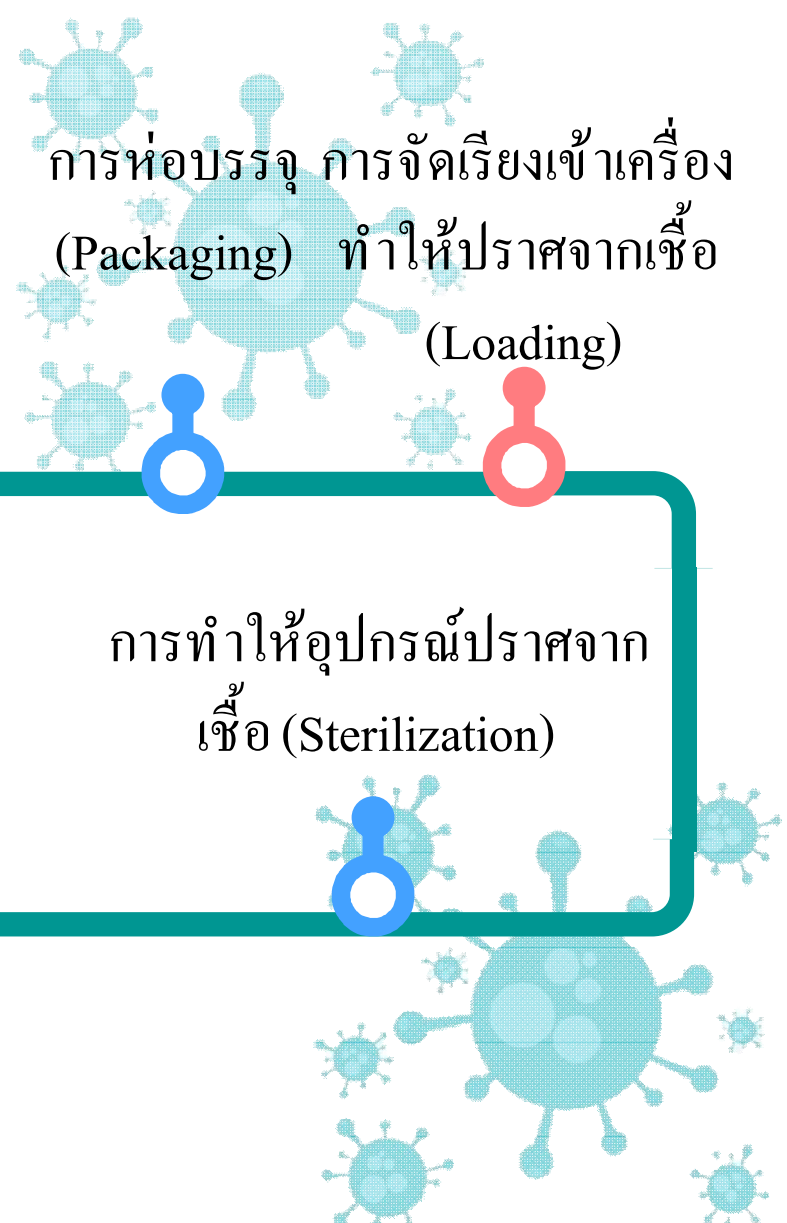 การห่อบรรจุ
(Packaging)
การจัดเรียงเข้าเครื่อง
ทำให้ปราศจากเชื้อ
(Loading)
การทำให้อุปกรณ์ปราศจาก
เชื้อ (Sterilization)